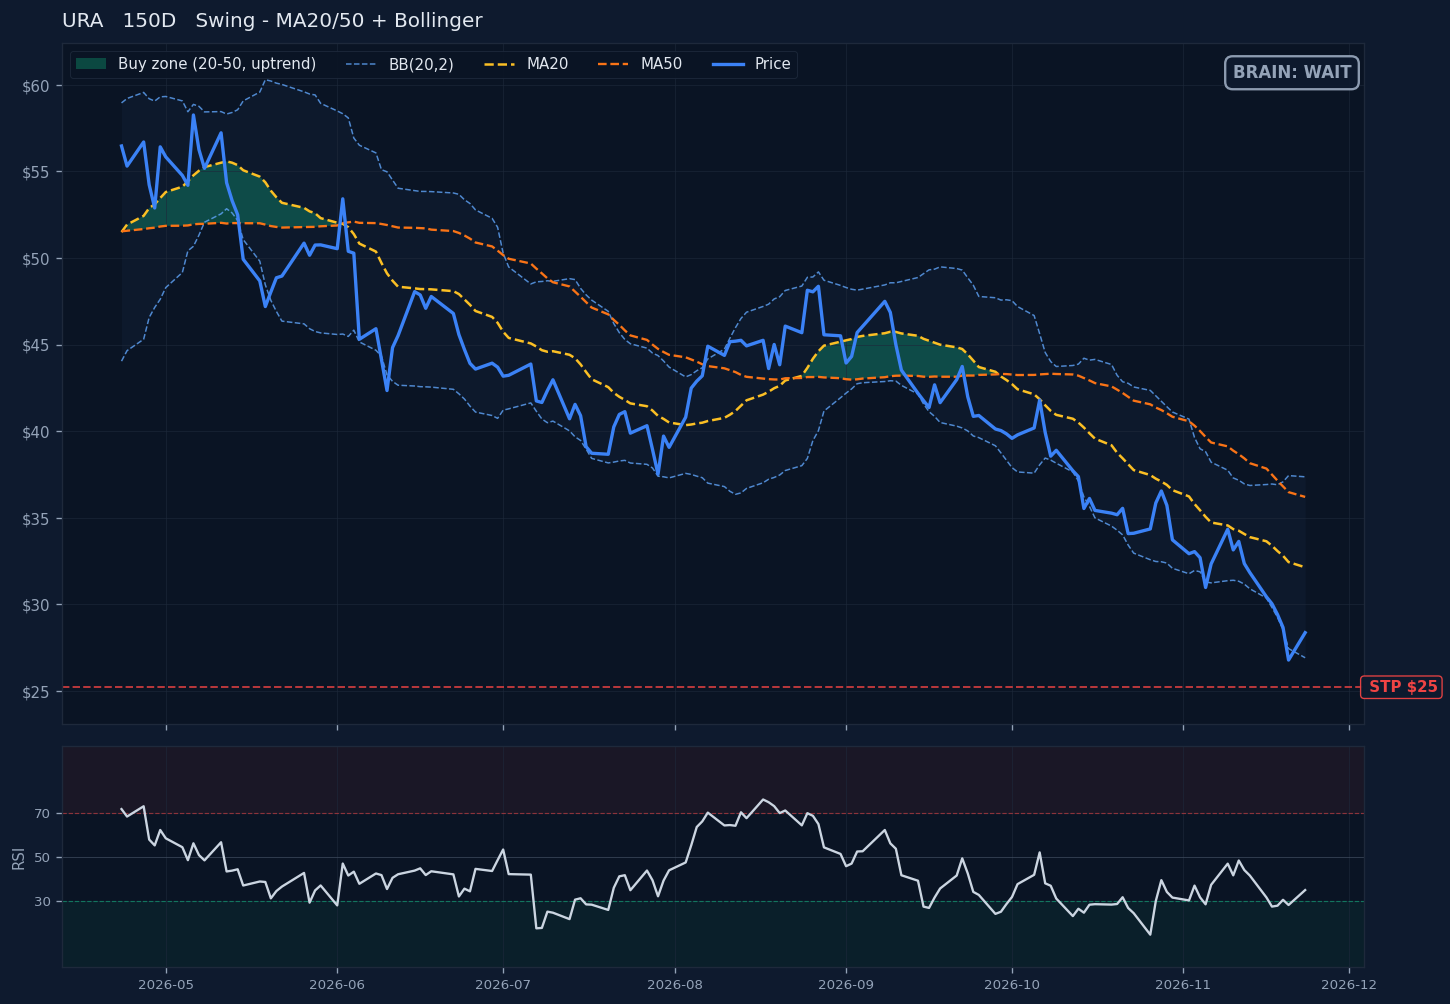 URA   150D   Swing - MA20/50 + Bollinger
Buy zone (20-50, uptrend)   BB(20,2)   MA20   MA50   Price
BRAIN: WAIT
$60
$55
$50
$45
$40
$35
$30
$25
STP $25
RSI
70
50
30
2026-05   2026-06   2026-07   2026-08   2026-09   2026-10   2026-11   2026-12